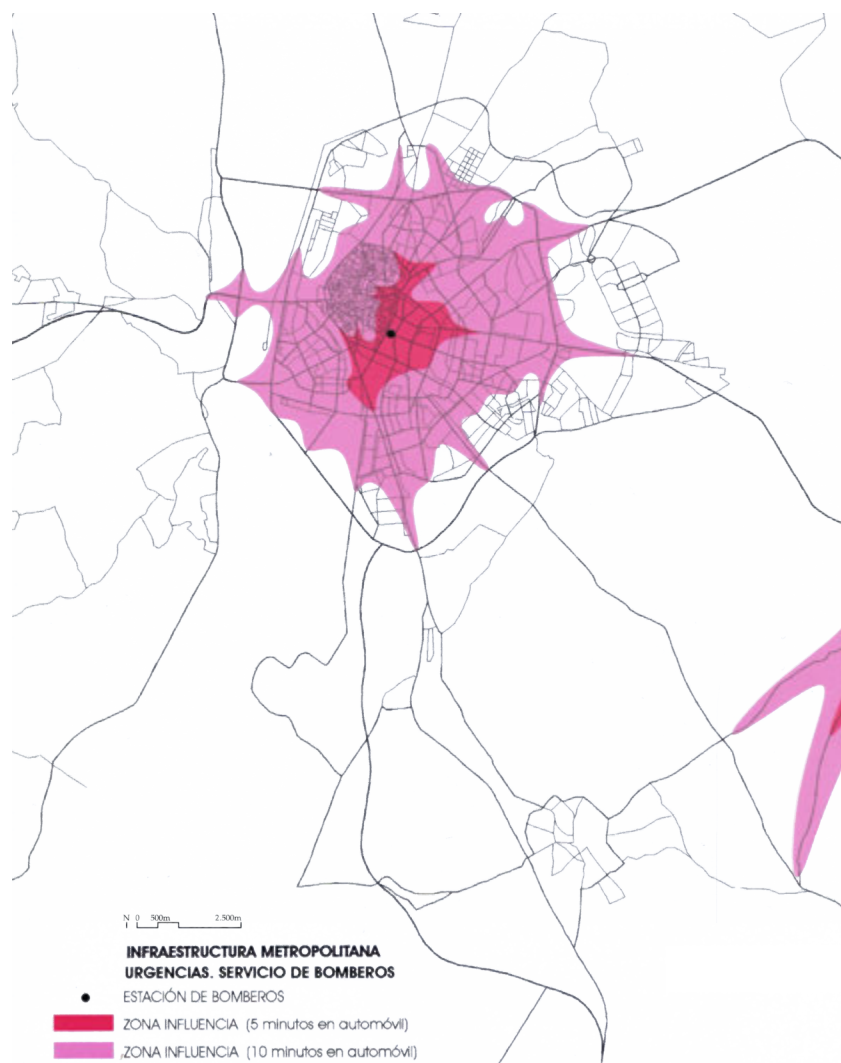 N 0 500m 2.500m
INFRAESTRUCTURA METROPOLITANA
URGENCIAS. SERVICIO DE BOMBEROS
ESTACIÓN DE BOMBEROS
ZONA INFLUENCIA (5 minutos en automóvil)
ZONA INFLUENCIA (10 minutos en automóvil)